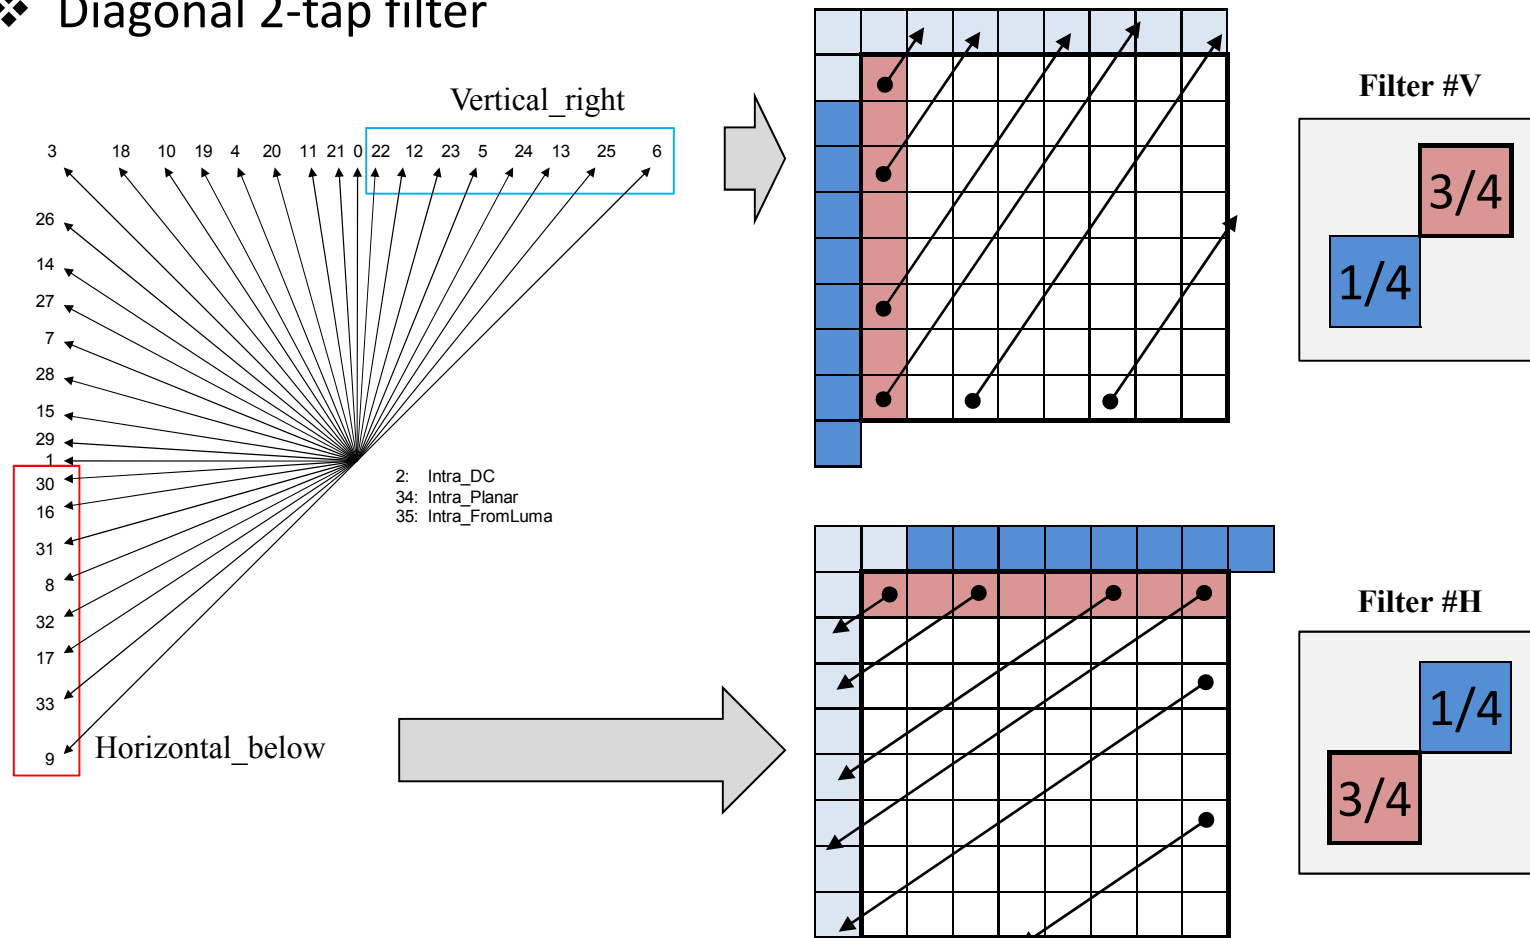 ❖ Diagonal 2-tap filter
Vertical_right
3 18 10 19 4 20 11 21 0 22 12 23 5 24 13 25 6
26
14
27
7
28
15
29
1
30
16
31
8
32
17
33
9
2: Intra_DC
34: Intra_Planar
35: Intra_FromLuma
Horizontal_below
Filter #V
3/4
1/4
Filter #H
1/4
3/4